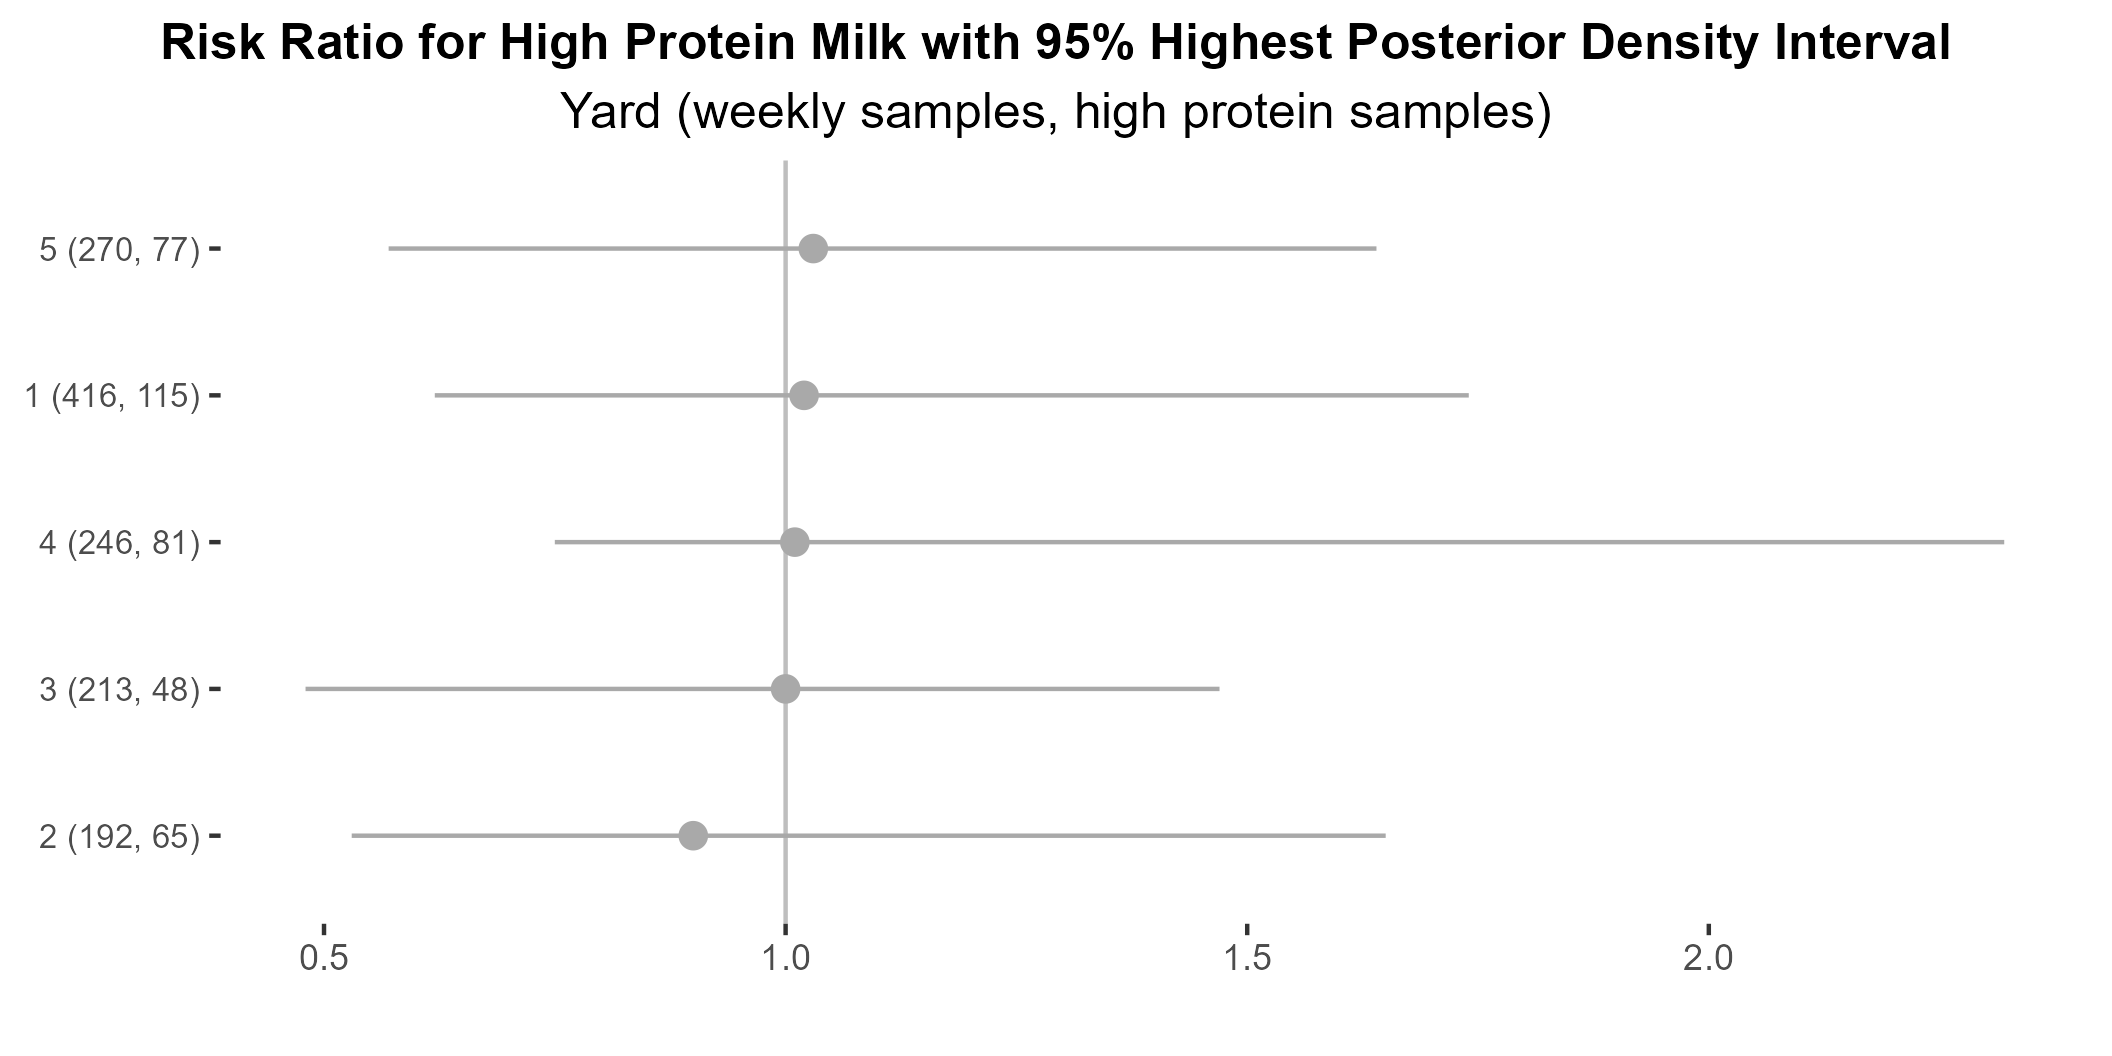 Risk Ratio for High Protein Milk with 95% Highest Posterior Density Interval
Yard (weekly samples, high protein samples)
5 (270, 77)
1 (416, 115)
4 (246, 81)
3 (213, 48)
2 (192, 65)
0.5 1.0 1.5 2.0